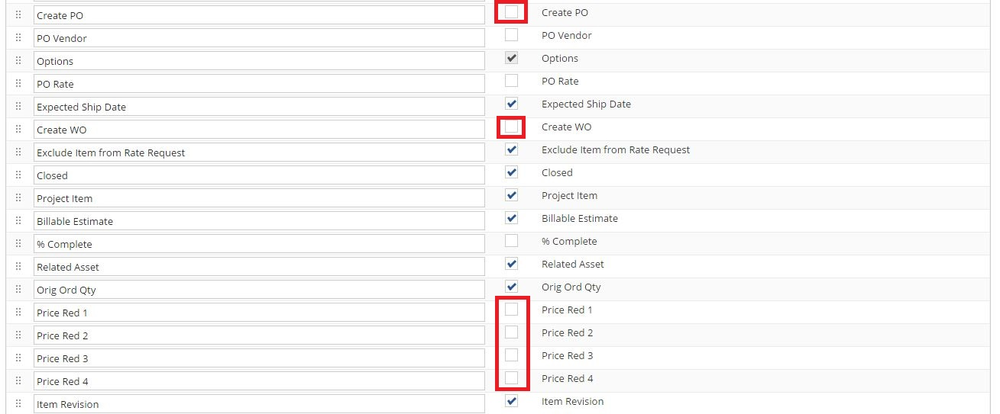 Create PO Create PO
PO Vendor PO Vendor
Options Options
PO Rate PO Rate
Expected Ship Date Expected Ship Date
Create WO Create WO
Exclude Item from Rate Request Exclude Item from Rate Request
Closed Closed
Project Item Project Item
Billable Estimate Billable Estimate
% Complete % Complete
Related Asset Related Asset
Orig Ord Qty Orig Ord Qty
Price Red 1 Price Red 1
Price Red 2 Price Red 2
Price Red 3 Price Red 3
Price Red 4 Price Red 4
Item Revision Item Revision